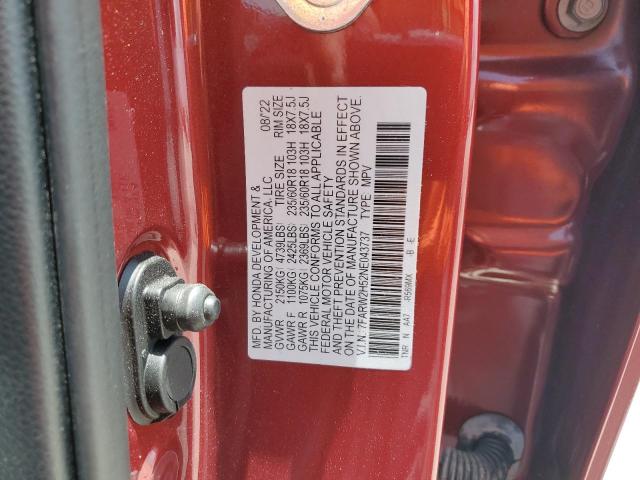 MFD. BY HONDA DEVELOPMENT & 08/22
MANUFACTURING OF AMERICA, LLC
TIRE SIZE RIM SIZE
GVWR 2150KG( 4739LBS)
GAWR F 1100KG( 2425LBS) 235/60R18 103H 18X7.5J
GAWR R 1075KG( 2369LBS) 235/60R18 103H 18X7.5J
THIS VEHICLE CONFORMS TO ALL APPLICABLE
FEDERAL MOTOR VEHICLE SAFETY
AND THEFT PREVENTION STANDARDS IN EFFECT
ON THE DATE OF MANUFACTURE SHOWN ABOVE.
V.I.N. 7FARW2H52NE043737 TYPE MPV
TNR N AA7 -R569MX -B -E